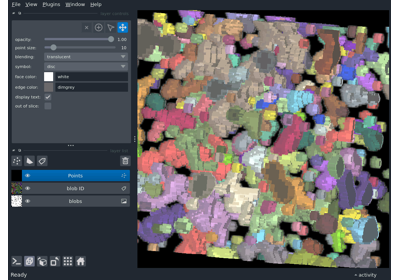 File View Plugins Window Help
opacity: 1.00
point size: 10
blending: translucent
symbol: disc
face color: white
edge color: dimgrey
display text:
out of slice:
Points
blob ID
blobs
Ready
activity